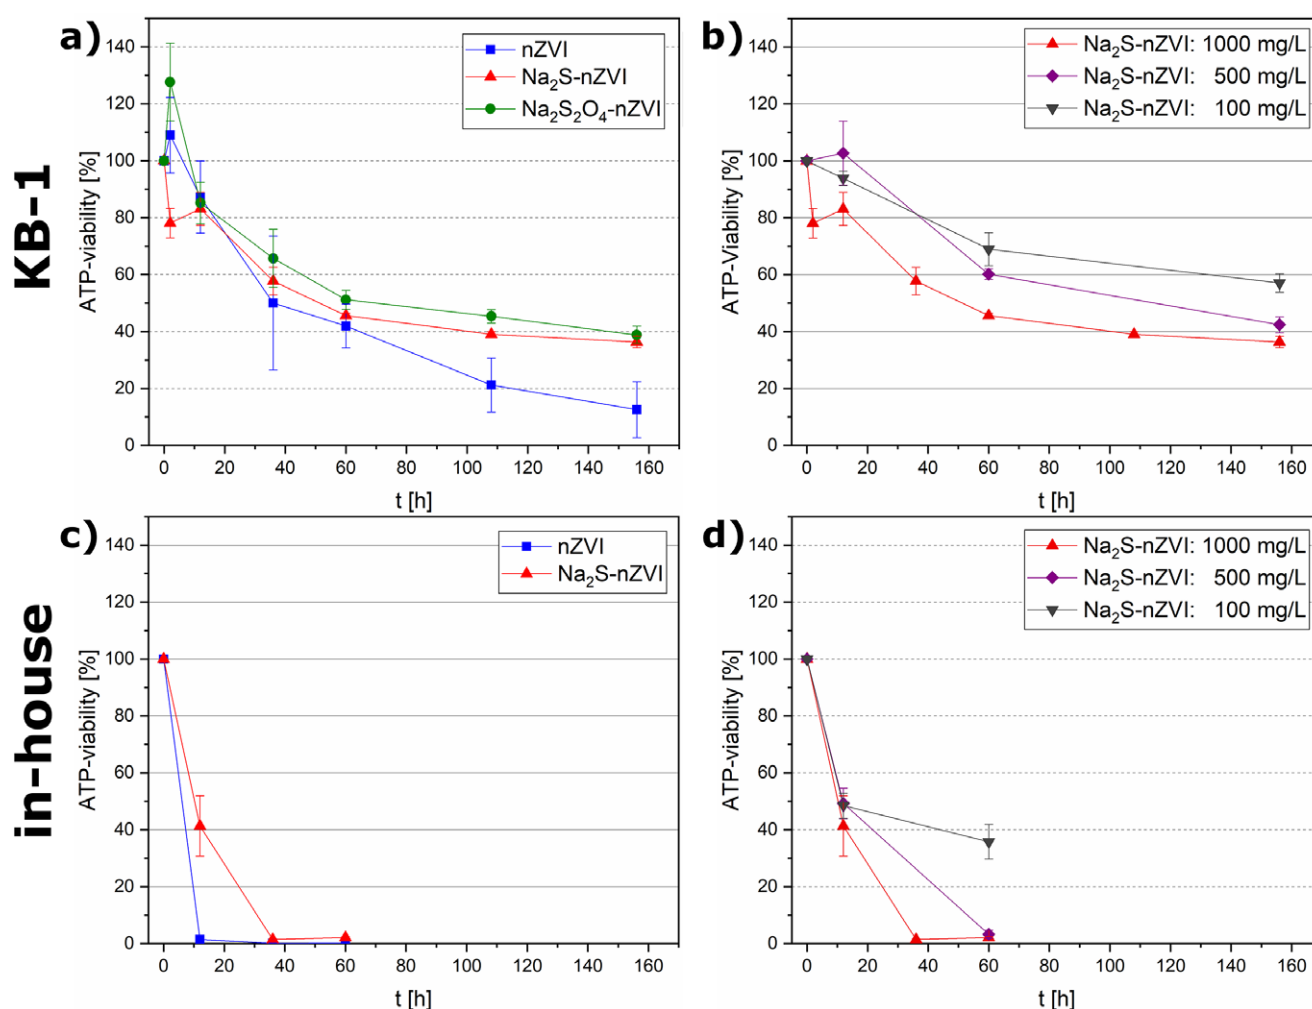 KB-1
a)
ATP-viability [%]
140
120
100
80
60
40
20
0
nZVI
Na₂S-nZVI
Na₂S₂O₄-nZVI
0 20 40 60 80 100 120 140 160
t [h]
b)
ATP-Viability [%]
140
120
100
80
60
40
20
0
Na₂S-nZVI: 1000 mg/L
Na₂S-nZVI: 500 mg/L
Na₂S-nZVI: 100 mg/L
0 20 40 60 80 100 120 140 160
t [h]
in-house
c)
ATP-viability [%]
140
120
100
80
60
40
20
0
nZVI
Na₂S-nZVI
0 20 40 60 80 100 120 140 160
t [h]
d)
ATP-viability [%]
140
120
100
80
60
40
20
0
Na₂S-nZVI: 1000 mg/L
Na₂S-nZVI: 500 mg/L
Na₂S-nZVI: 100 mg/L
0 20 40 60 80 100 120 140 160
t [h]